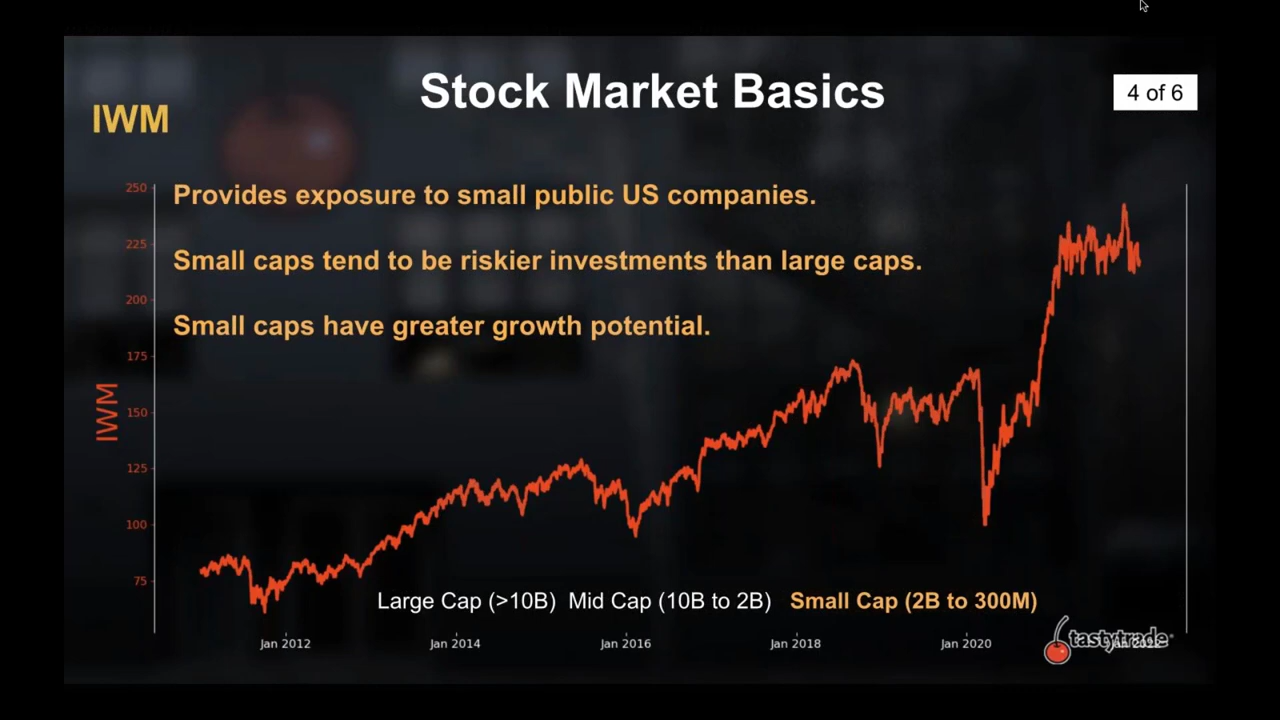 Stock Market Basics
4 of 6
IWM
Provides exposure to small public US companies.
Small caps tend to be riskier investments than large caps.
Small caps have greater growth potential.
250
225
200
175
150
125
100
75
IWM
Large Cap (>10B) Mid Cap (10B to 2B) Small Cap (2B to 300M)
Jan 2012
Jan 2014
Jan 2016
Jan 2018
Jan 2020
tastytrade